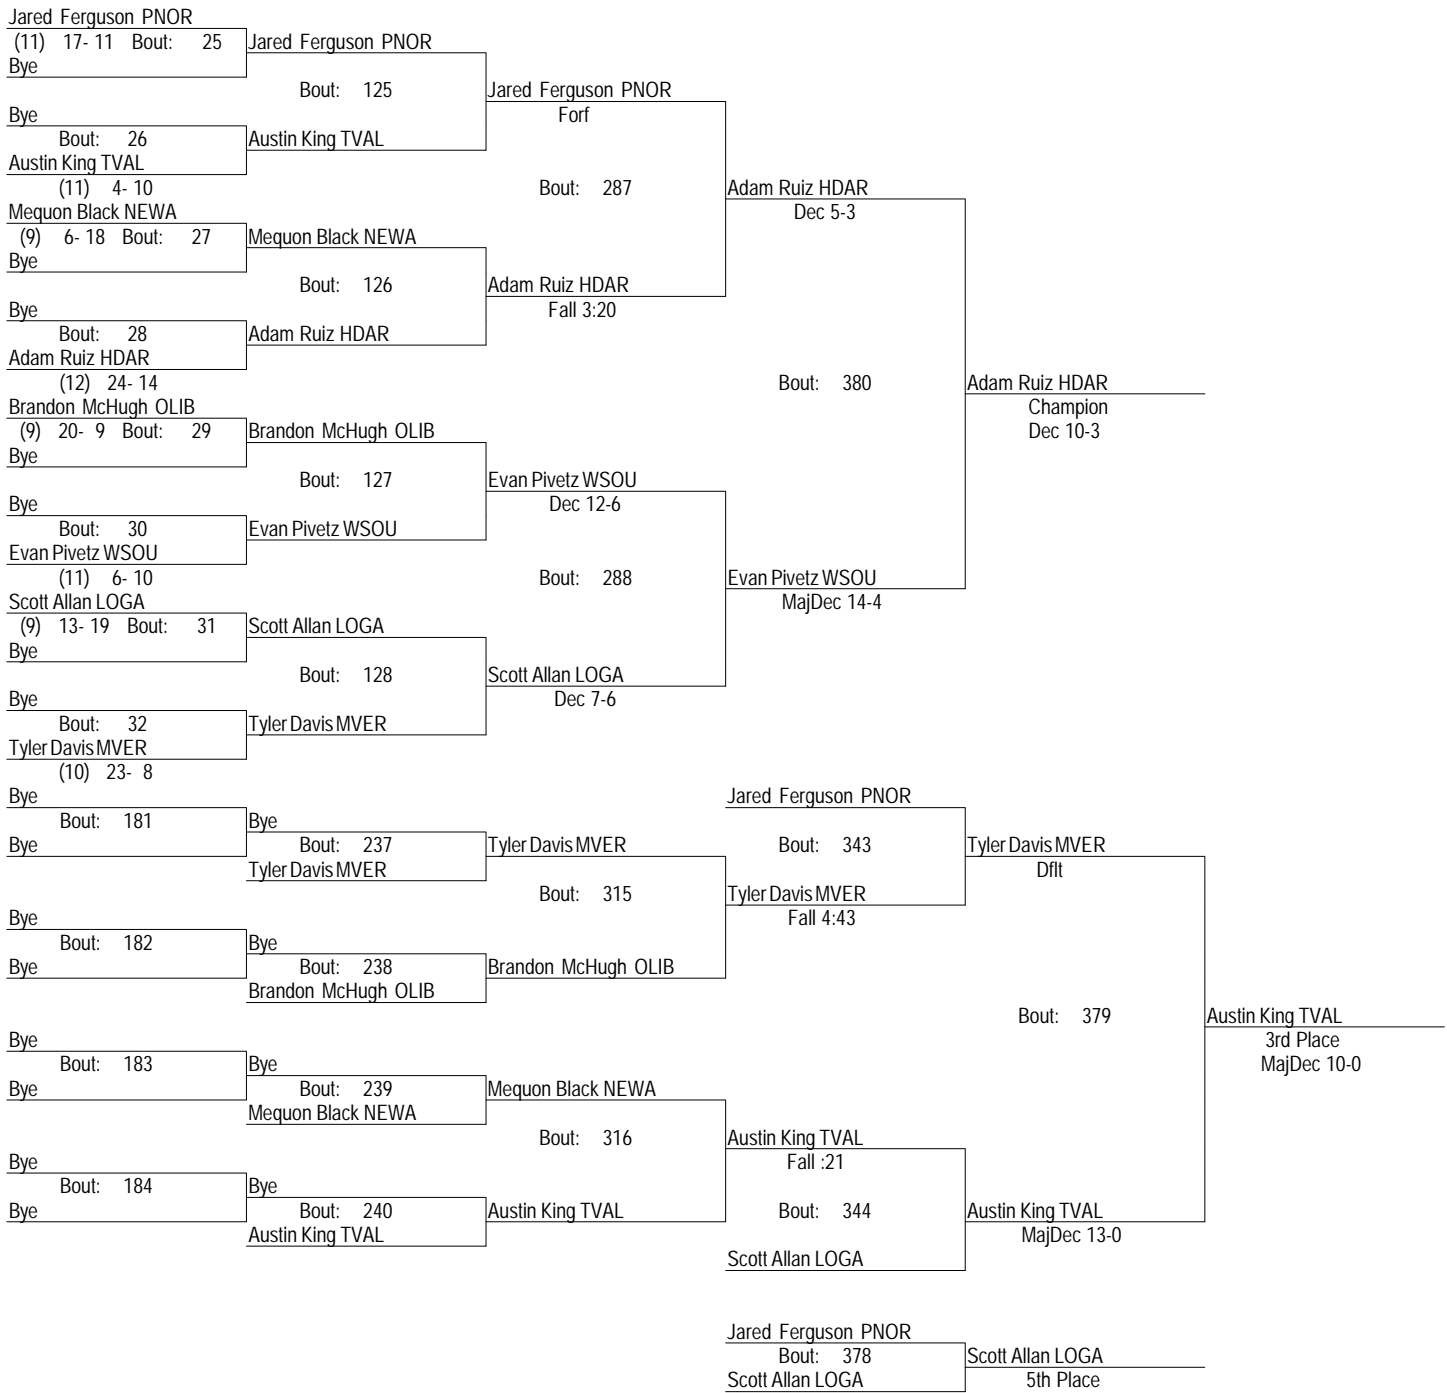 Jared Ferguson PNOR
(11) 17- 11 Bout: 25 Jared Ferguson PNOR
Bye
Bout: 125 Jared Ferguson PNOR
Forf
Bye
Bout: 26 Austin King TVAL
Austin King TVAL
(11) 4- 10
Bout: 287 Adam Ruiz HDAR
Dec 5-3
Mequon Black NEWA
(9) 6- 18 Bout: 27 Mequon Black NEWA
Bye
Bout: 126 Adam Ruiz HDAR
Fall 3:20
Bye
Bout: 28 Adam Ruiz HDAR
Adam Ruiz HDAR
(12) 24- 14
Bout: 380 Adam Ruiz HDAR
Champion
Dec 10-3
Brandon McHugh OLIB
(9) 20- 9 Bout: 29 Brandon McHugh OLIB
Bye
Bout: 127 Evan Pivetz WSOU
Dec 12-6
Bye
Bout: 30 Evan Pivetz WSOU
Evan Pivetz WSOU
(11) 6- 10
Bout: 288 Evan Pivetz WSOU
MajDec 14-4
Scott Allan LOGA
(9) 13- 19 Bout: 31 Scott Allan LOGA
Bye
Bout: 128 Scott Allan LOGA
Dec 7-6
Bye
Bout: 32 Tyler Davis MVER
Tyler Davis MVER
(10) 23- 8
Bye
Jared Ferguson PNOR
Bout: 181 Bye
Bye
Bout: 237 Tyler Davis MVER
Bout: 343 Tyler Davis MVER
Dflt
Tyler Davis MVER
Bout: 315 Tyler Davis MVER
Fall 4:43
Bye
Bout: 182 Bye
Bye
Bout: 238 Brandon McHugh OLIB
Brandon McHugh OLIB
Bout: 379 Austin King TVAL
3rd Place
MajDec 10-0
Bye
Bout: 183 Bye
Bye
Bout: 239 Mequon Black NEWA
Mequon Black NEWA
Bout: 316 Austin King TVAL
Fall :21
Bye
Bout: 184 Bye
Bye
Bout: 240 Austin King TVAL
Austin King TVAL
Bout: 344 Austin King TVAL
MajDec 13-0
Scott Allan LOGA
Jared Ferguson PNOR
Bout: 378 Scott Allan LOGA
Scott Allan LOGA
5th Place